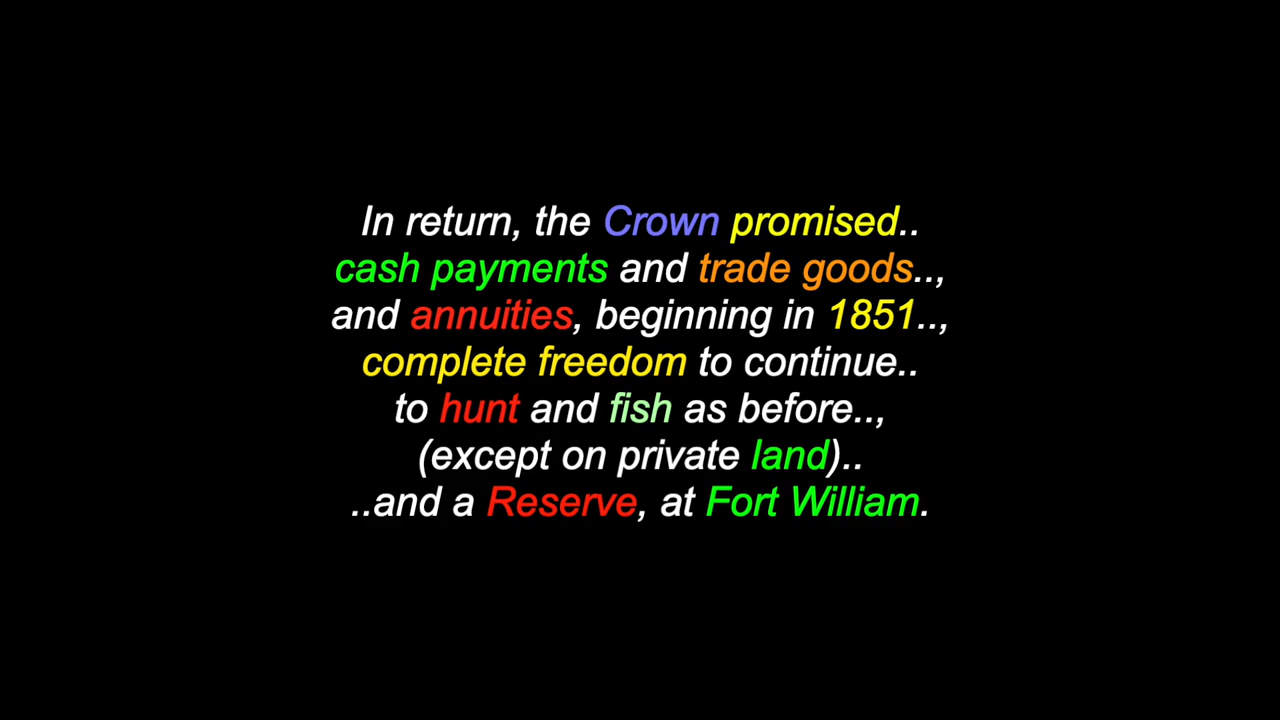 In return, the Crown promised..
cash payments and trade goods..,
and annuities, beginning in 1851..,
complete freedom to continue..
to hunt and fish as before..,
(except on private land)..
..and a Reserve, at Fort William.